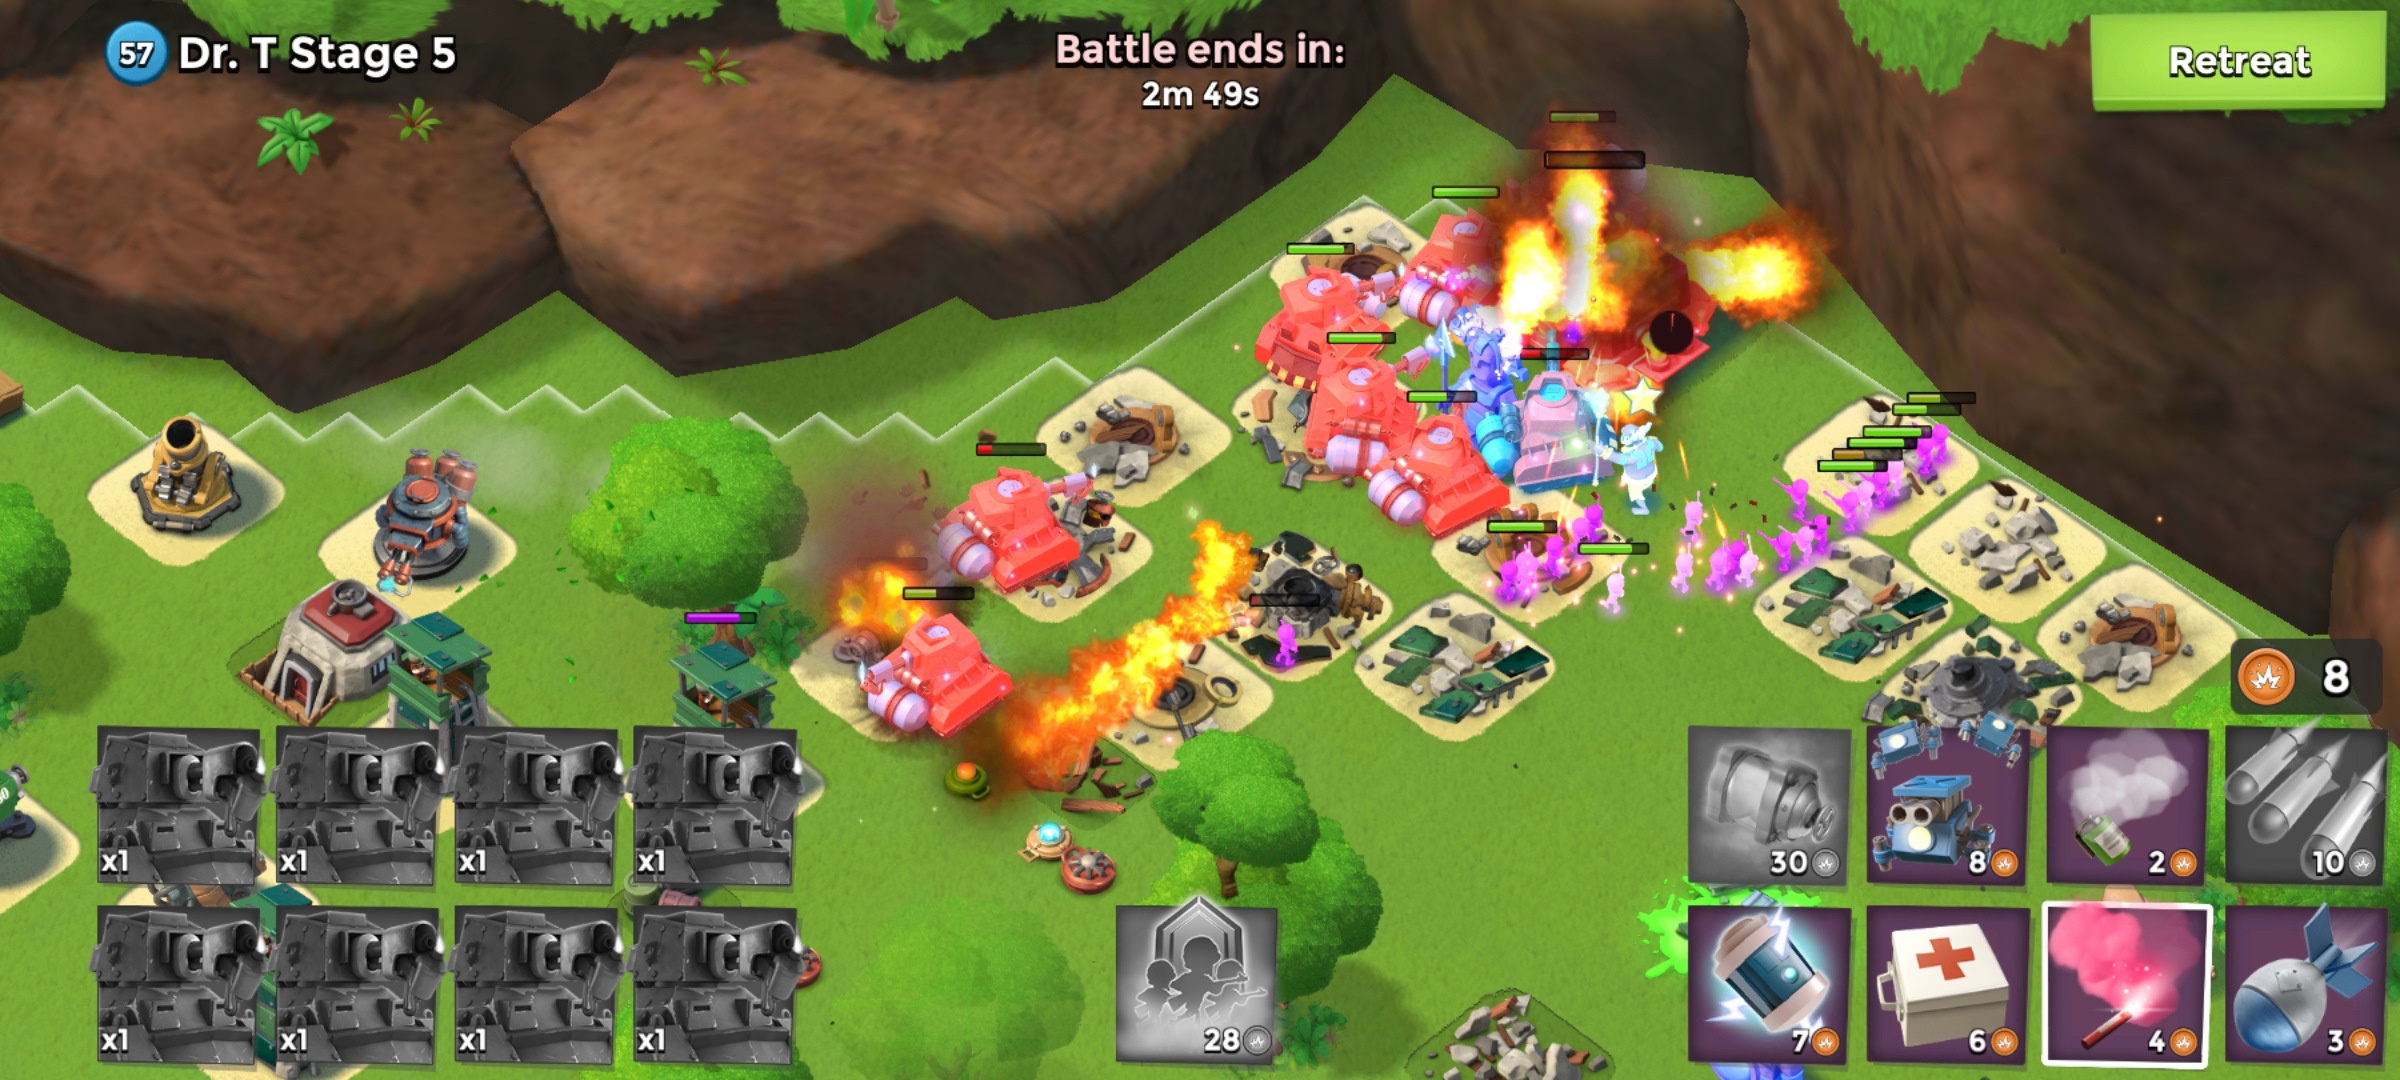 57 Dr. T Stage 5
Battle ends in:
2m 49s
Retreat
8
x1 x1 x1 x1
30 8 2 10
x1 x1 x1 x1
28
7 6 4 3